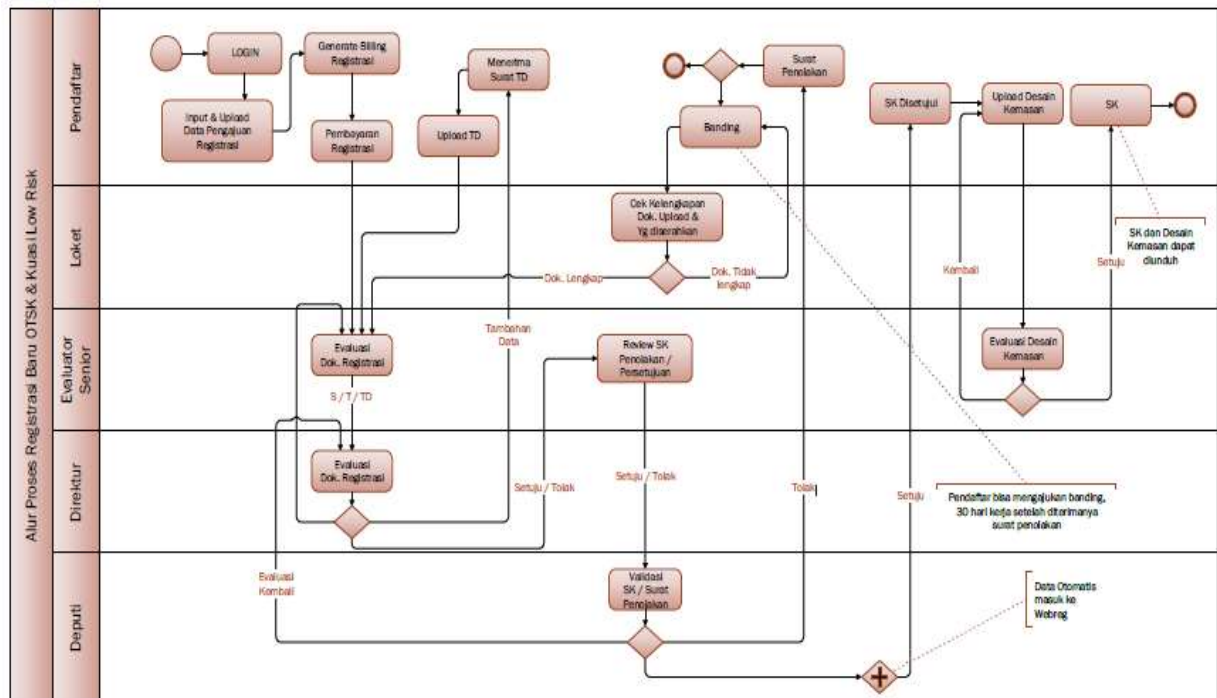 Alur Proses Registrasi Baru OTSK & Kuasi Low Risk
Pendaftar
LOGIN
Input & Upload
Data Pengajuan
Registrasi
Generate Billing
Registrasi
Pembayaran
Registrasi
Menerima
Surat TD
Upload TD
Surat
Penolakan
Banding
SK Disetujui
Upload Desain
Kemasan
SK
Loket
Cek Kelengkapan
Dok. Upload &
Yg diserahkan
Dok. Lengkap
Dok. Tidak
lengkap
Kembali
Setuju
SK dan Desain
Kemasan dapat
diunduh
Evaluator
Senior
Evaluasi
Dok. Registrasi
S / T / TD
Tambahan
Data
Review SK
Penolakan /
Persetujuan
Evaluasi Desain
Kemasan
Direktur
Evaluasi
Dok. Registrasi
Setuju / Tolak
Setuju / Tolak
Tolak
Setuju
Pendaftar bisa mengajukan banding,
30 hari kerja setelah diterimanya
surat penolakan
Deputi
Evaluasi
Kembali
Validasi
SK / Surat
Penolakan
Data Otomatis
masuk ke
Webreg